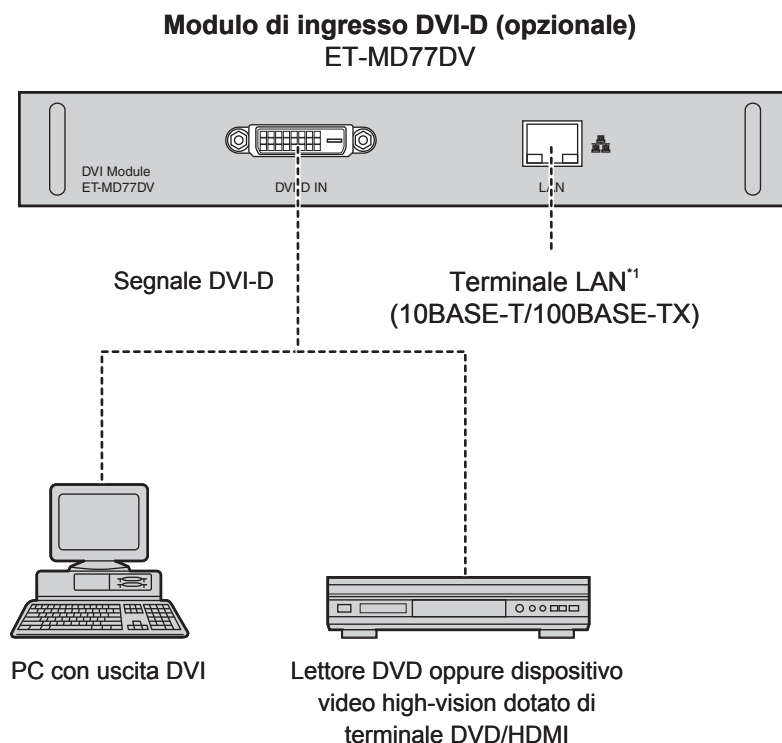 Modulo di ingresso DVI-D (opzionale)
ET-MD77DV
DVI Module
ET-MD77DV
DVI-D IN
LAN
Segnale DVI-D
Terminale LAN*1
(10BASE-T/100BASE-TX)
PC con uscita DVI
Lettore DVD oppure dispositivo
video high-vision dotato di
terminale DVD/HDMI